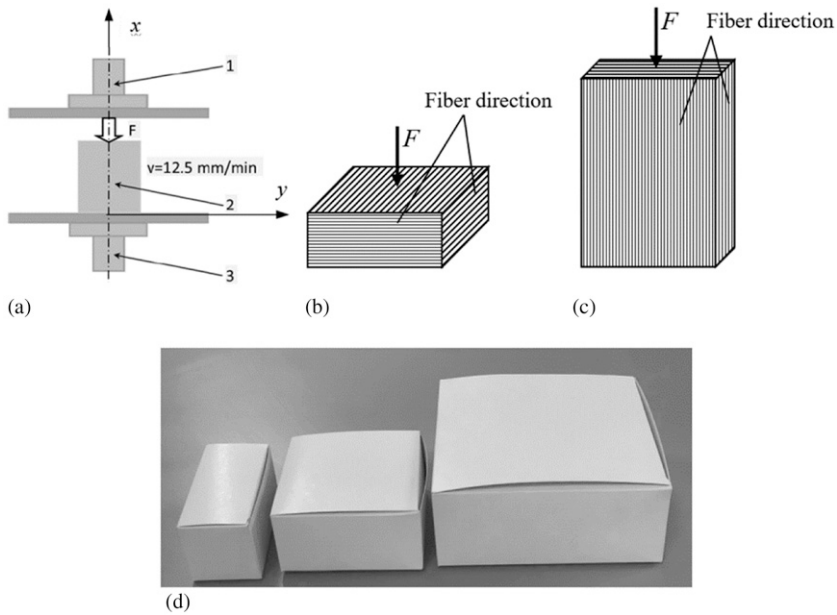 x
1
F
v=12.5 mm/min
2
y
3
(a)
Fiber direction
F
(b)
F
Fiber direction
(c)
(d)